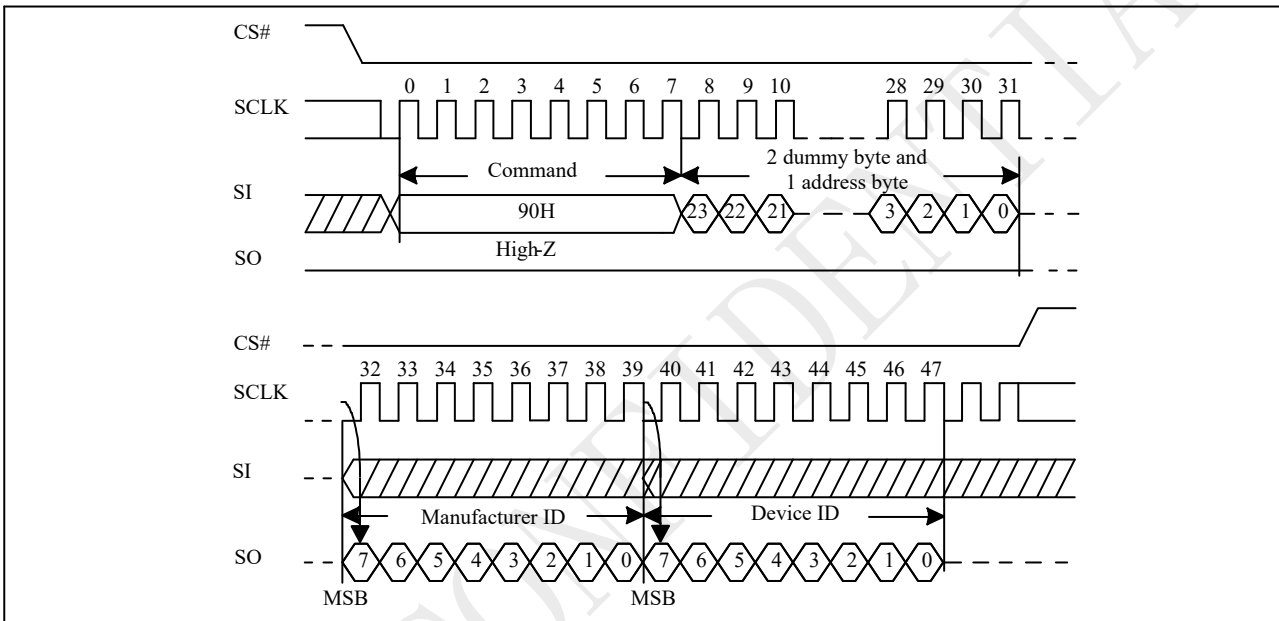 CS#
0 1 2 3 4 5 6 7 8 9 10 28 29 30 31
SCLK
Command
2 dummy byte and
1 address byte
SI
90H 23 22 21 3 2 1 0
High-Z
SO
CS#
32 33 34 35 36 37 38 39 40 41 42 43 44 45 46 47
SCLK
SI
Manufacturer ID Device ID
SO
7 6 5 4 3 2 1 0 7 6 5 4 3 2 1 0
MSB MSB
CONFIDENTIA